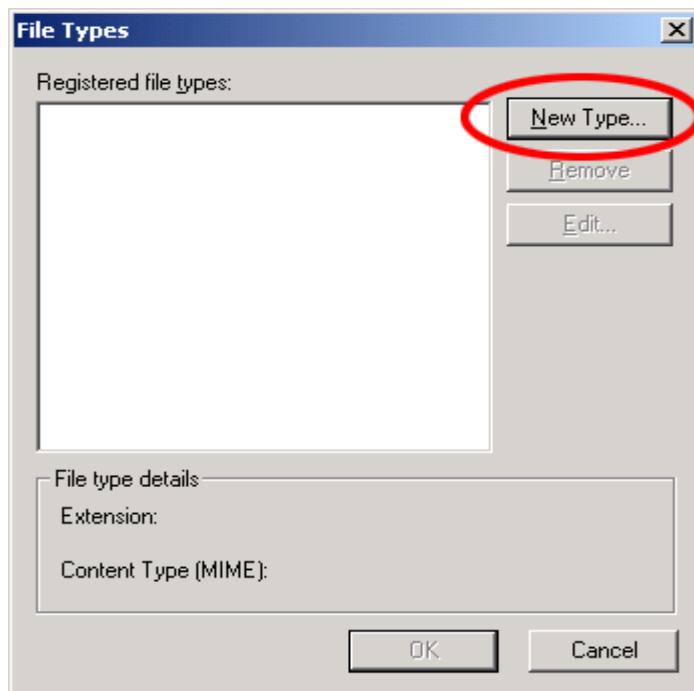 File Types
Registered file types:
New Type...
Remove
Edit...
File type details
Extension:
Content Type (MIME):
OK
Cancel